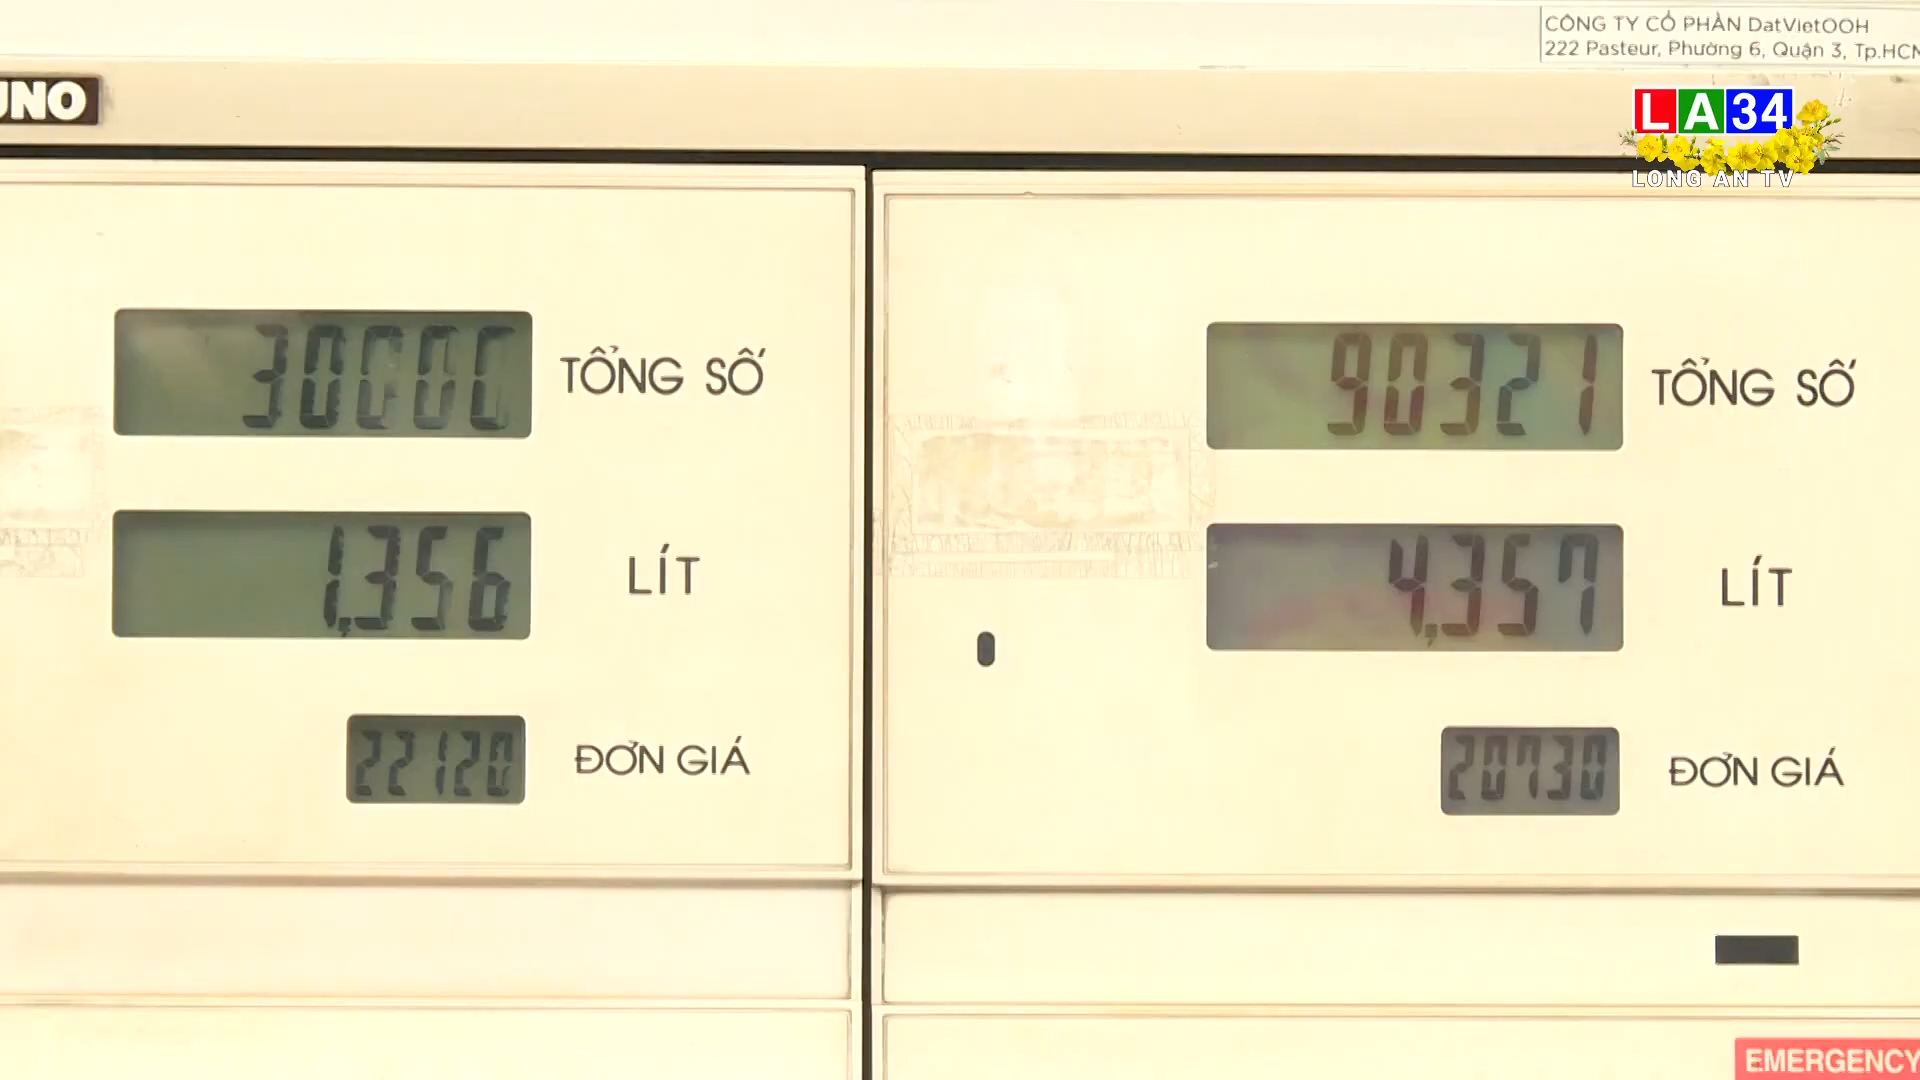 CÔNG TY CỔ PHẦN DatVietOOH
222 Pasteur, Phường 6, Quận 3, Tp.HCM
UNO
LA34
LONG AN TV
30000 TỔNG SỐ
1,356 LÍT
22120 ĐƠN GIÁ
90321 TỔNG SỐ
4,357 LÍT
20730 ĐƠN GIÁ
EMERGENCY